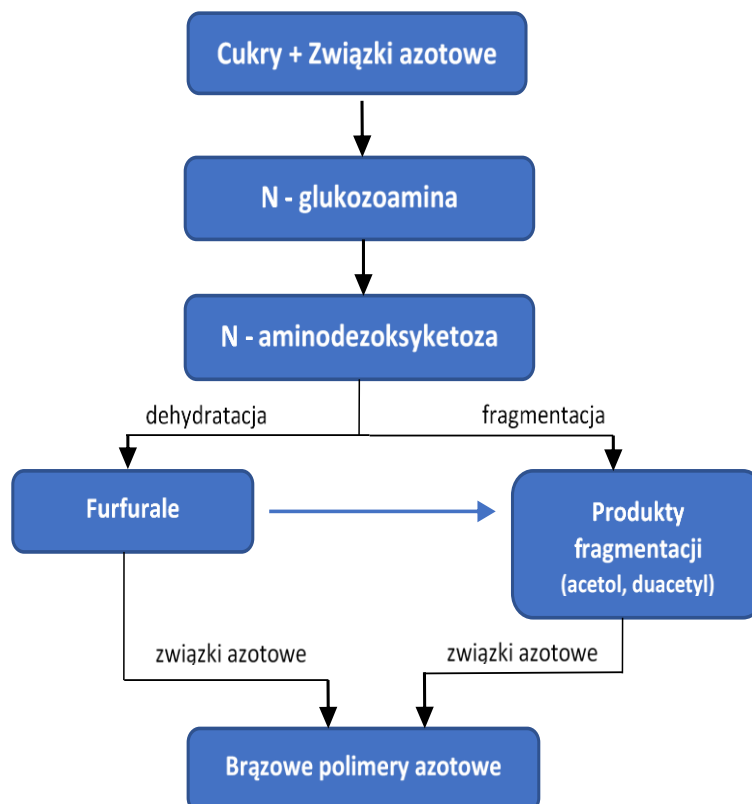 Cukry + Związki azotowe
N - glukozoamina
N - aminodezoksyketoza
dehydratacja
fragmentacja
Furfurale
Produkty
fragmentacji
(acetol, duacetyl)
związki azotowe
związki azotowe
Brązowe polimery azotowe